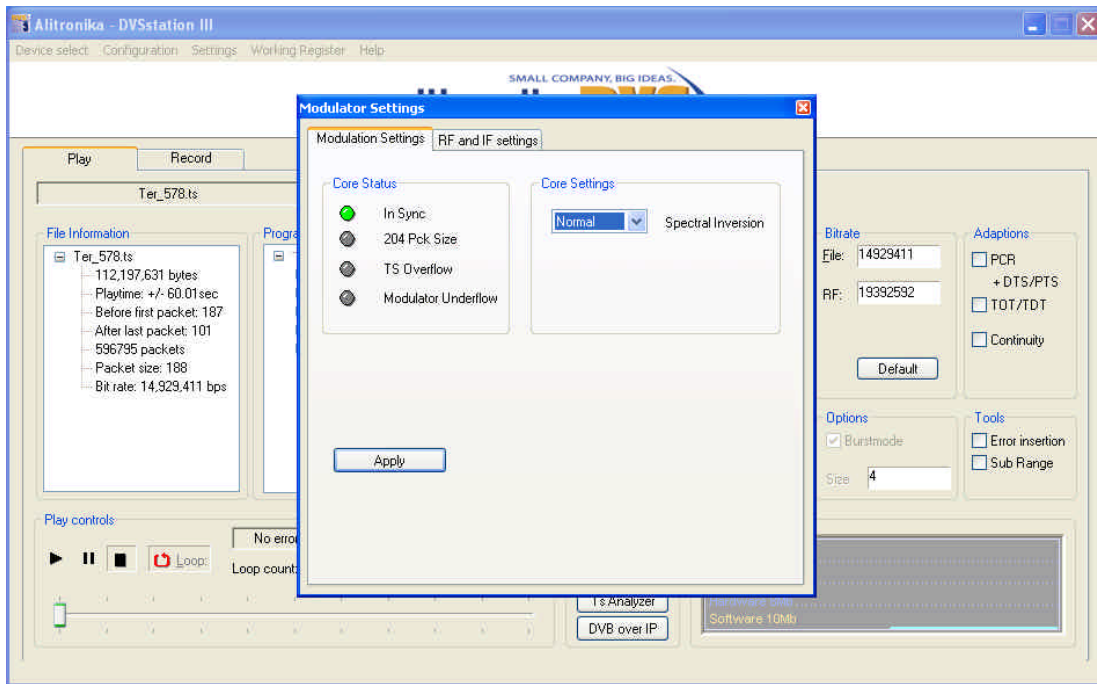 Alitronika - DVSstation III
Device select Configuration Settings Working Register Help
SMALL COMPANY, BIG IDEAS.
Modulator Settings
Modulation Settings
RF and IF settings
Core Status
In Sync
204 Pck Size
TS Overflow
Modulator Underflow
Core Settings
Normal
Spectral Inversion
Apply
Play
Record
Ter_578.ts
File Information
Ter_578.ts
112,197,631 bytes
Playtime: +/- 60.01sec
Before first packet: 187
After last packet: 101
596795 packets
Packet size: 188
Bit rate: 14,929,411 bps
Bitrate
File: 14929411
RF: 19392592
Default
Adaptions
PCR
+ DTS/PTS
TOT/TDT
Continuity
Options
Burstmode
Size 4
Tools
Error insertion
Sub Range
Play controls
Loop:
Loop count:
Ts Analyzer
DVB over IP
Software 10Mb